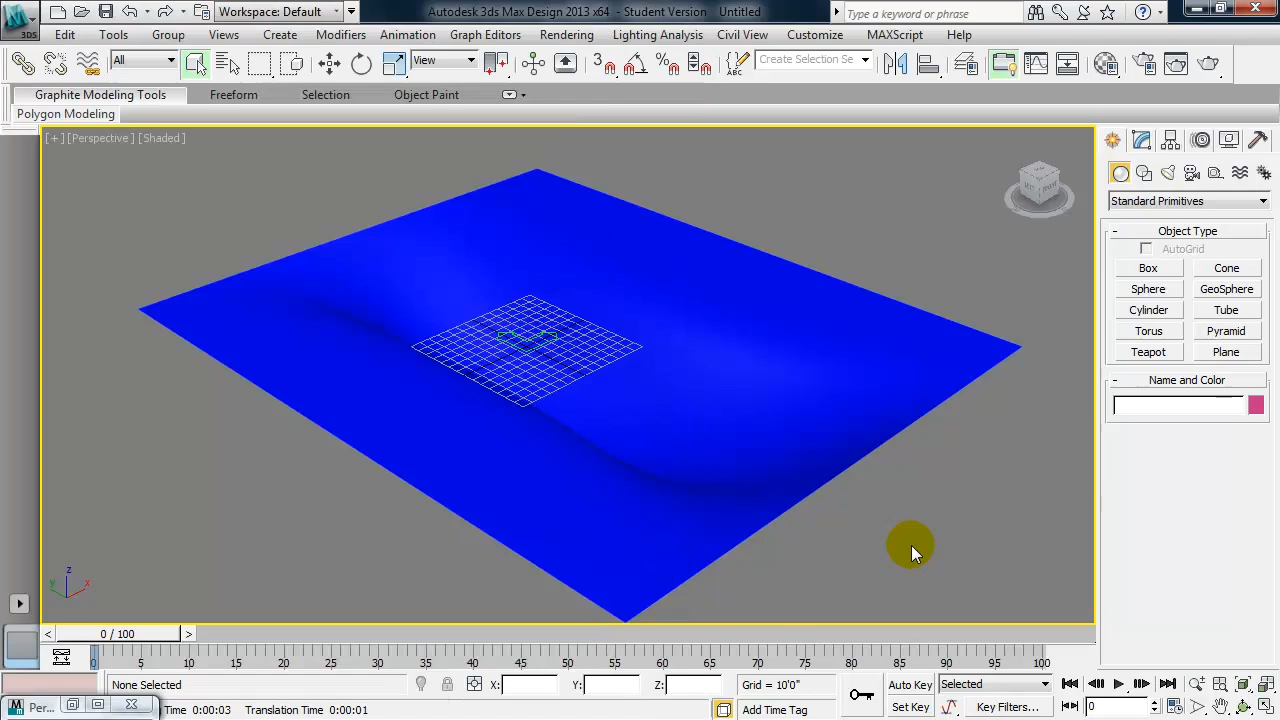 Workspace: Default
Autodesk 3ds Max Design 2013 x64 - Student Version Untitled
Type a keyword or phrase
3DS
Edit Tools Group Views Create Modifiers Animation Graph Editors Rendering Lighting Analysis Civil View Customize MAXScript Help
All View 3 Create Selection Se
Graphite Modeling Tools Freeform Selection Object Paint
Polygon Modeling
[+] [Perspective] [Shaded]
Standard Primitives
- Object Type
AutoGrid
Box Cone
Sphere GeoSphere
Cylinder Tube
Torus Pyramid
Teapot Plane
- Name and Color
z
y x
< 0 / 100 >
0 5 10 15 20 25 30 35 40 45 50 55 60 65 70 75 80 85 90 95 100
None Selected X: Y: Z: Grid = 10'0" Auto Key Selected
Per... Time 0:00:03 Translation Time 0:00:01 Add Time Tag Set Key Key Filters... 0